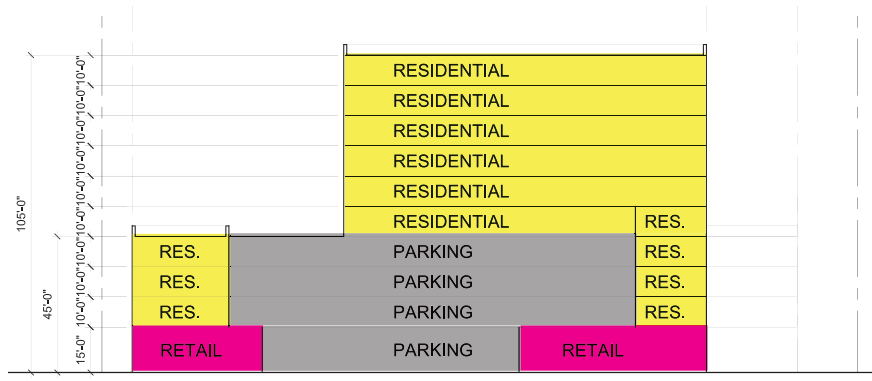 RESIDENTIAL
RESIDENTIAL
RESIDENTIAL
RESIDENTIAL
RESIDENTIAL
RESIDENTIAL RES.
RES. PARKING RES.
RES. PARKING RES.
RES. PARKING RES.
RETAIL PARKING RETAIL
105'-0"
45'-0"
10'-0"
10'-0"
10'-0"
10'-0"
10'-0"
10'-0"
10'-0"
10'-0"
10'-0"
15'-0"